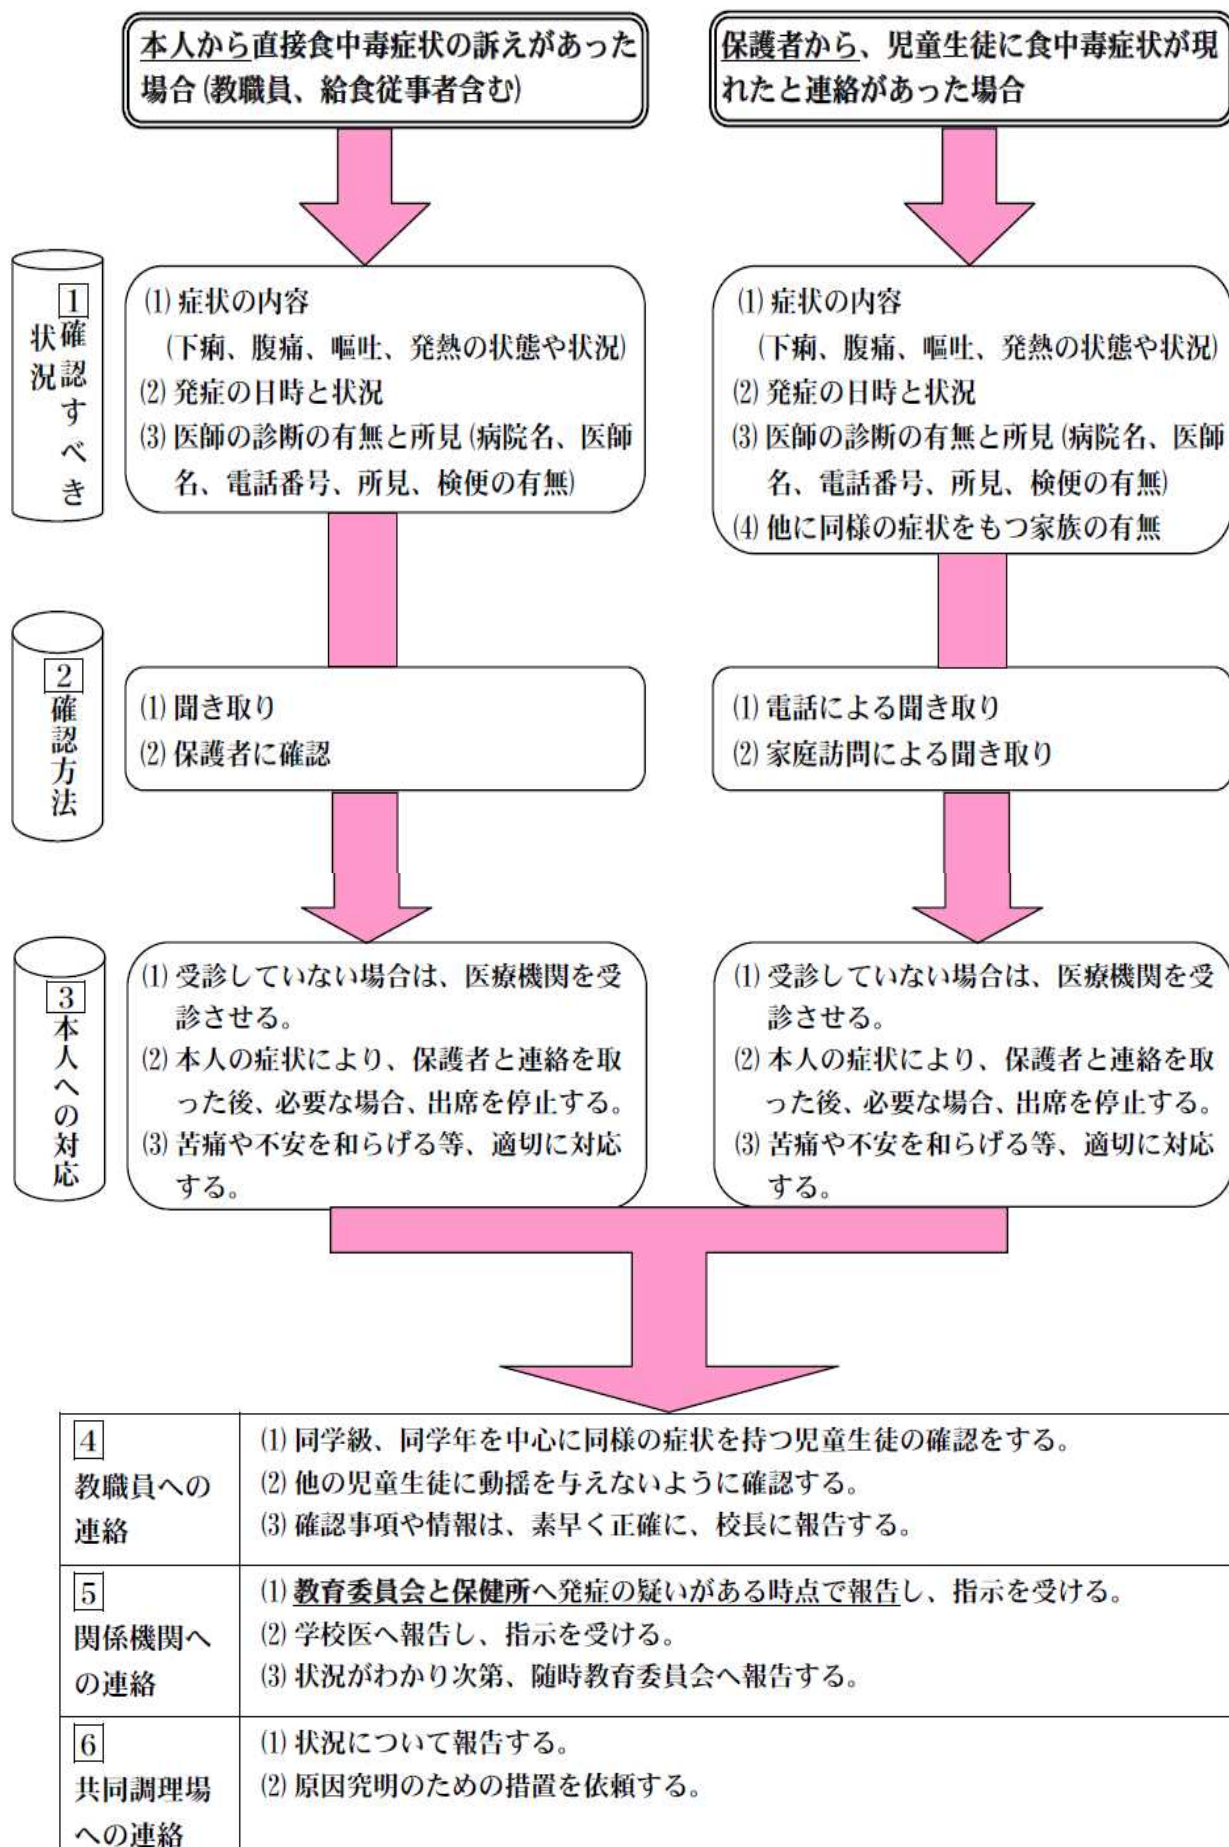 本人から直接食中毒症状の訴えがあった
場合(教職員、給食従事者含む)
保護者から、児童生徒に食中毒症状が現
れたと連絡があった場合
1 確認すべき
状況
(1) 症状の内容
(下痢、腹痛、嘔吐、発熱の状態や状況)
(2) 発症の日時と状況
(3) 医師の診断の有無と所見(病院名、医師
名、電話番号、所見、検便の有無)
(1) 症状の内容
(下痢、腹痛、嘔吐、発熱の状態や状況)
(2) 発症の日時と状況
(3) 医師の診断の有無と所見(病院名、医師
名、電話番号、所見、検便の有無)
(4) 他に同様の症状をもつ家族の有無
2 確認方法
(1) 聞き取り
(2) 保護者に確認
(1) 電話による聞き取り
(2) 家庭訪問による聞き取り
3 本人への対応
(1) 受診していない場合は、医療機関を受
診させる。
(2) 本人の症状により、保護者と連絡を取
った後、必要な場合、出席を停止する。
(3) 苦痛や不安を和らげる等、適切に対応
する。
(1) 受診していない場合は、医療機関を受
診させる。
(2) 本人の症状により、保護者と連絡を取
った後、必要な場合、出席を停止する。
(3) 苦痛や不安を和らげる等、適切に対応
する。
4
教職員への
連絡
(1) 同学級、同学年を中心に同様の症状を持つ児童生徒の確認をする。
(2) 他の児童生徒に動揺を与えないように確認する。
(3) 確認事項や情報は、素早く正確に、校長に報告する。
5
関係機関へ
の連絡
(1) 教育委員会と保健所へ発症の疑いがある時点で報告し、指示を受ける。
(2) 学校医へ報告し、指示を受ける。
(3) 状況がわかり次第、随時教育委員会へ報告する。
6
共同調理場
への連絡
(1) 状況について報告する。
(2) 原因究明のための措置を依頼する。